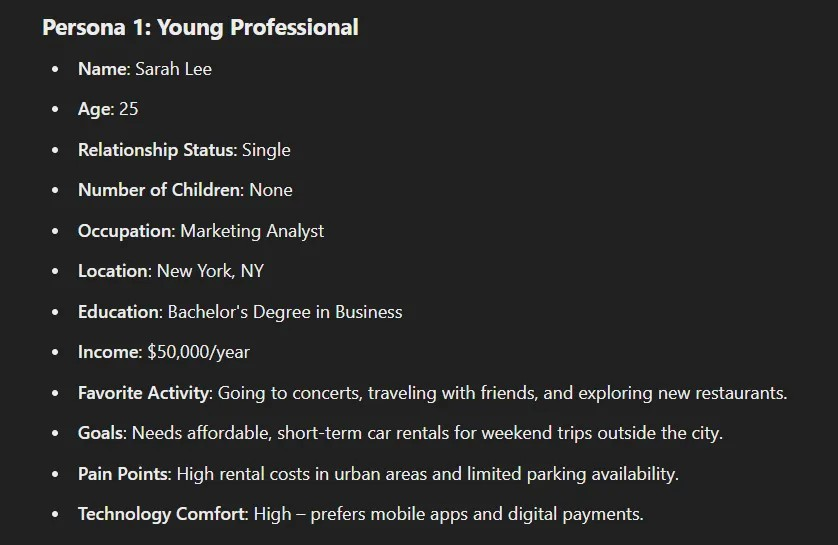 Persona 1: Young Professional
• Name: Sarah Lee
• Age: 25
• Relationship Status: Single
• Number of Children: None
• Occupation: Marketing Analyst
• Location: New York, NY
• Education: Bachelor's Degree in Business
• Income: $50,000/year
• Favorite Activity: Going to concerts, traveling with friends, and exploring new restaurants.
• Goals: Needs affordable, short-term car rentals for weekend trips outside the city.
• Pain Points: High rental costs in urban areas and limited parking availability.
• Technology Comfort: High – prefers mobile apps and digital payments.